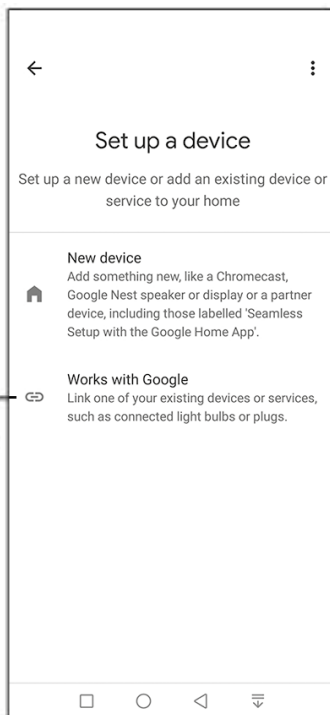 Set up a device
Set up a new device or add an existing device or
service to your home
New device
Add something new, like a Chromecast,
Google Nest speaker or display or a partner
device, including those labelled 'Seamless
Setup with the Google Home App'.
Works with Google
Link one of your existing devices or services,
such as connected light bulbs or plugs.